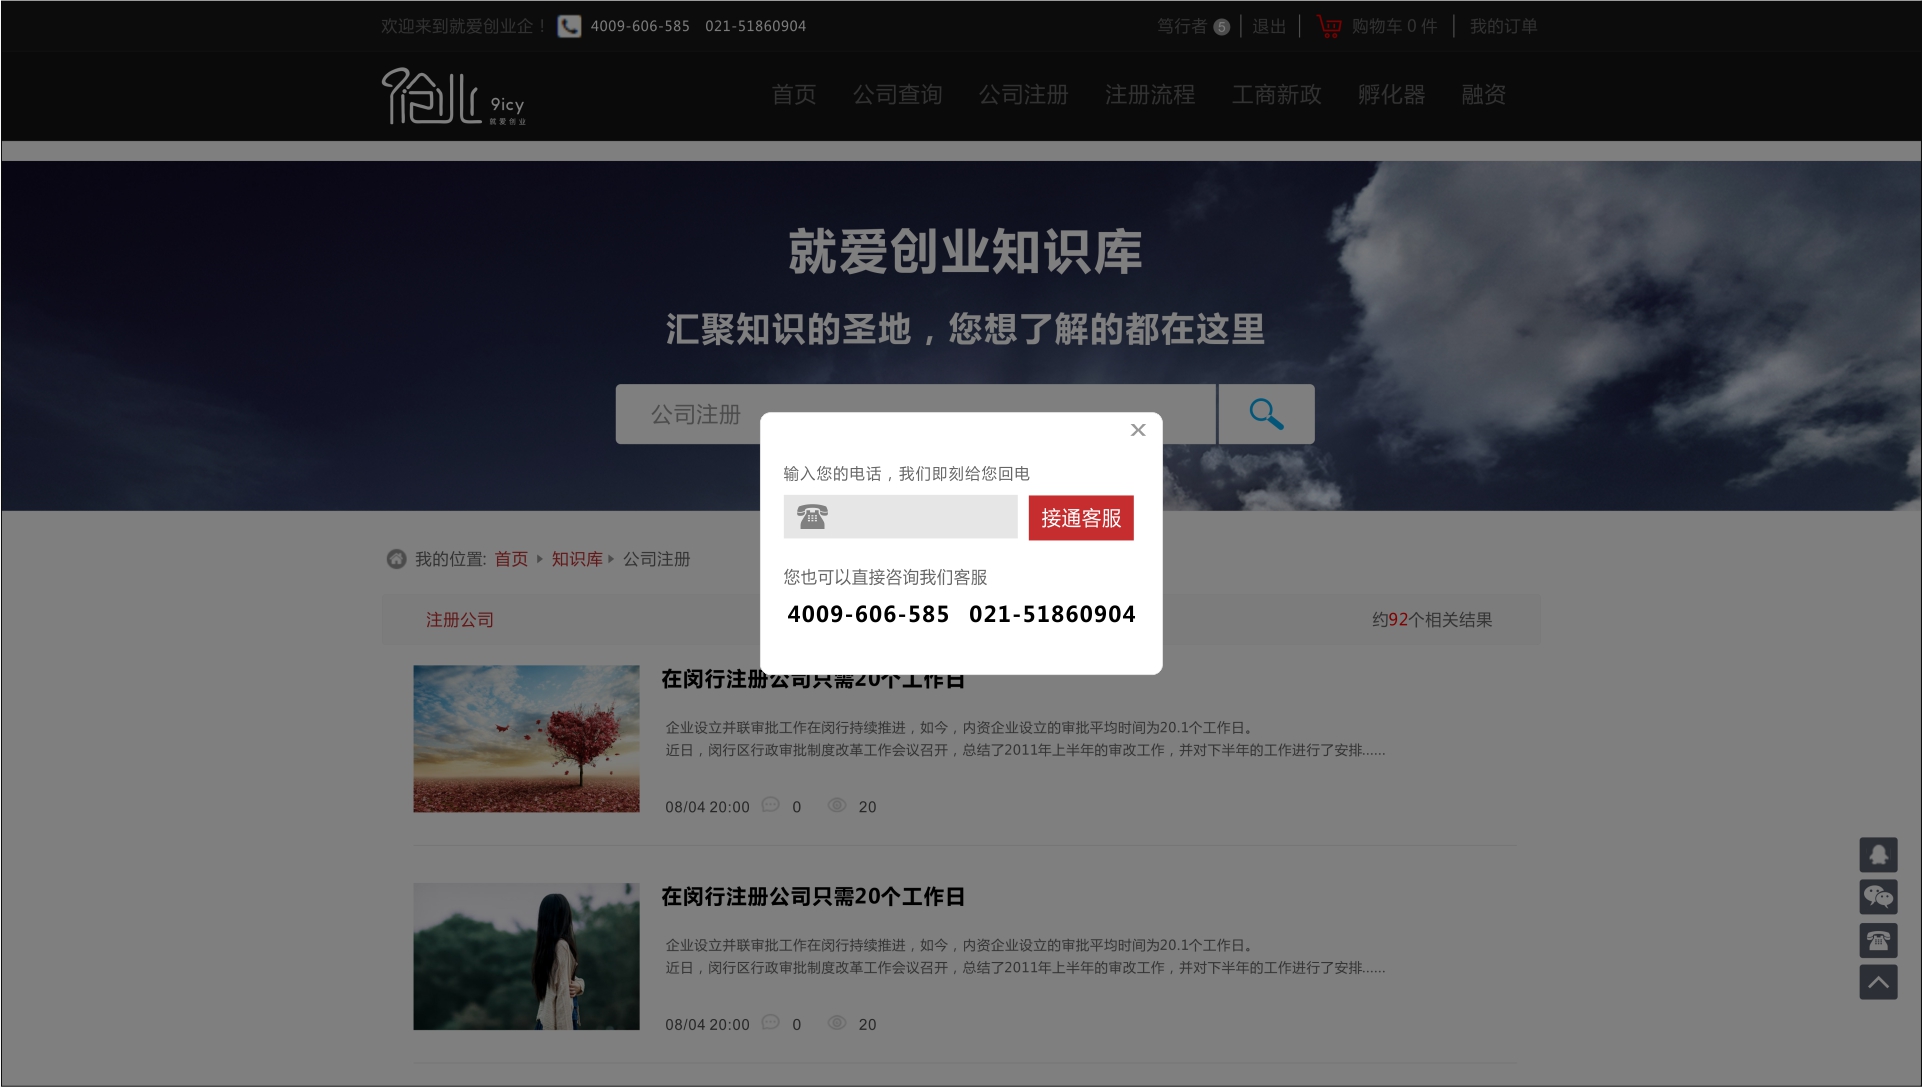 欢迎来到就爱创业企！ 4009-606-585 021-51860904 笃行者 5 退出 购物车 0 件 我的订单
9icy
就爱创业
首页 公司查询 公司注册 注册流程 工商新政 孵化器 融资
就爱创业知识库
汇聚知识的圣地，您想了解的都在这里
公司注册
输入您的电话，我们即刻给您回电
接通客服
您也可以直接咨询我们客服
4009-606-585 021-51860904
我的位置: 首页 知识库 公司注册
注册公司 约92个相关结果
在闵行注册公司只需20个工作日
企业设立并联审批工作在闵行持续推进，如今，内资企业设立的审批平均时间为20.1个工作日。
近日，闵行区行政审批制度改革工作会议召开，总结了2011年上半年的审改工作，并对下半年的工作进行了安排......
08/04 20:00 0 20
在闵行注册公司只需20个工作日
企业设立并联审批工作在闵行持续推进，如今，内资企业设立的审批平均时间为20.1个工作日。
近日，闵行区行政审批制度改革工作会议召开，总结了2011年上半年的审改工作，并对下半年的工作进行了安排......
08/04 20:00 0 20